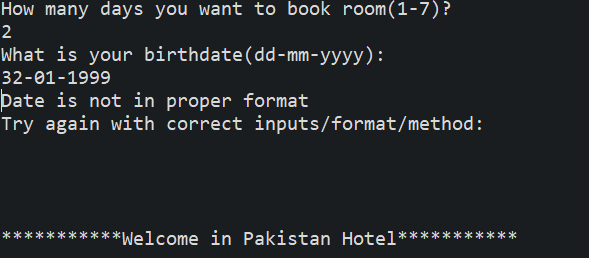 How many days you want to book room(1-7)?
2
What is your birthdate(dd-mm-yyyy):
32-01-1999
Date is not in proper format
Try again with correct inputs/format/method:
***********Welcome in Pakistan Hotel***********